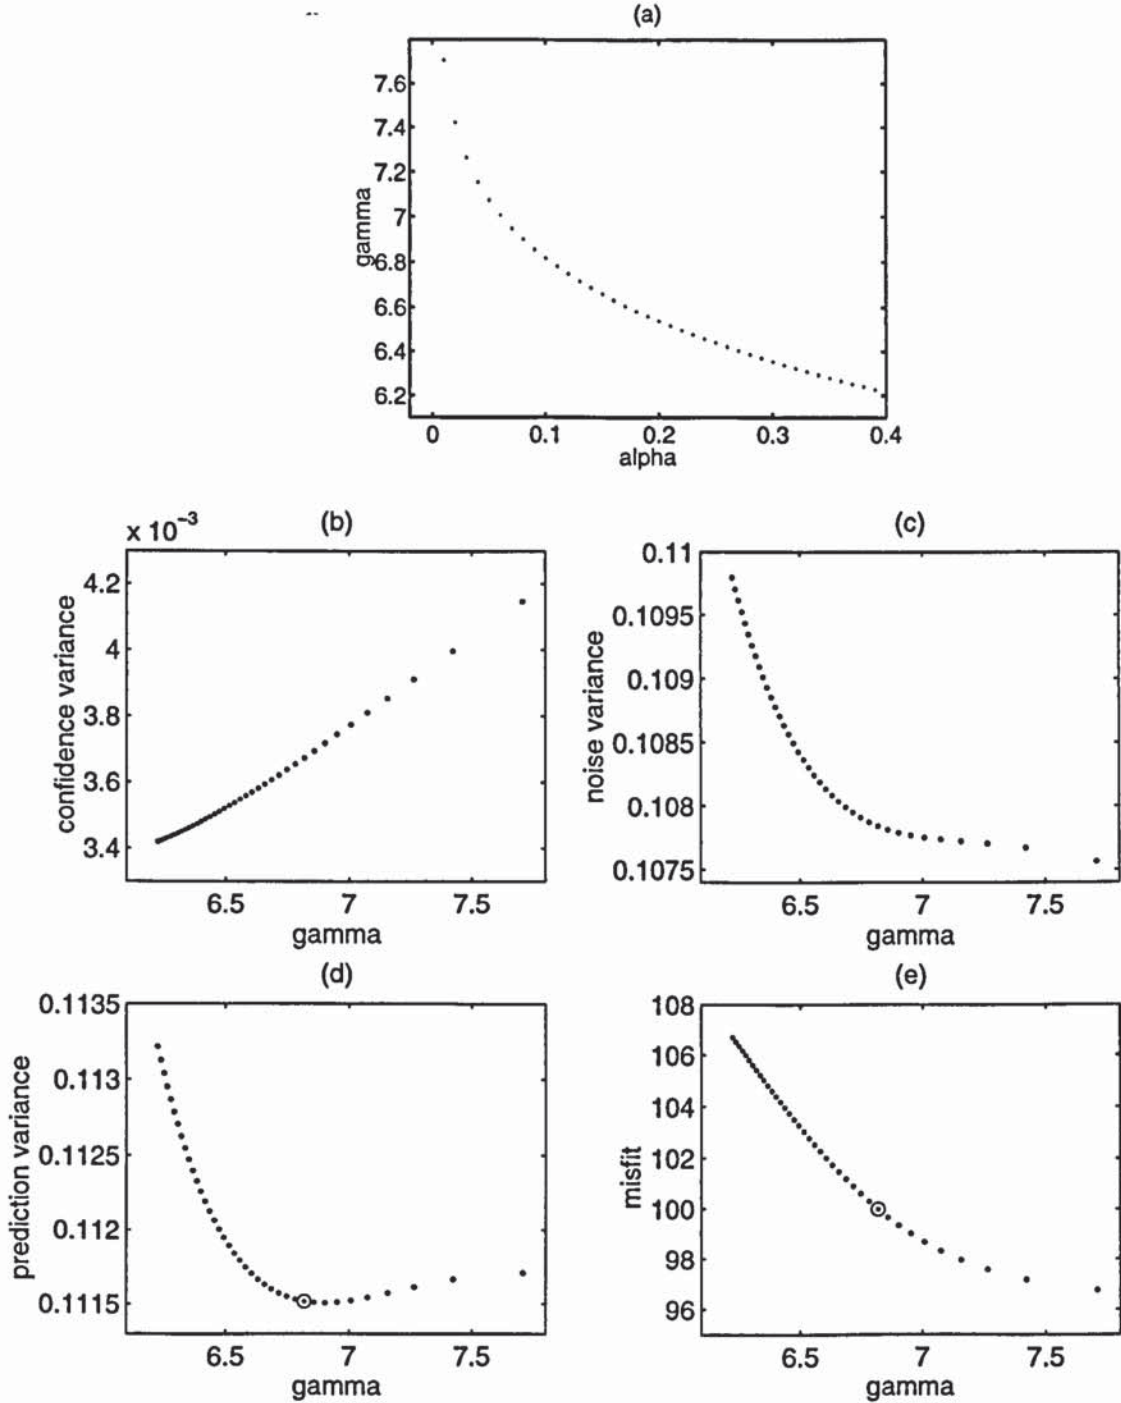 (a)
7.6
7.4
7.2
7
6.8
6.6
6.4
6.2
gamma
0 0.1 0.2 0.3 0.4
alpha
x 10⁻³ (b)
4.2
4
3.8
3.6
3.4
confidence variance
6.5 7 7.5
gamma
(c)
0.11
0.1095
0.109
0.1085
0.108
0.1075
noise variance
6.5 7 7.5
gamma
(d)
0.1135
0.113
0.1125
0.112
0.1115
prediction variance
6.5 7 7.5
gamma
(e)
108
106
104
102
100
98
96
misfit
6.5 7 7.5
gamma